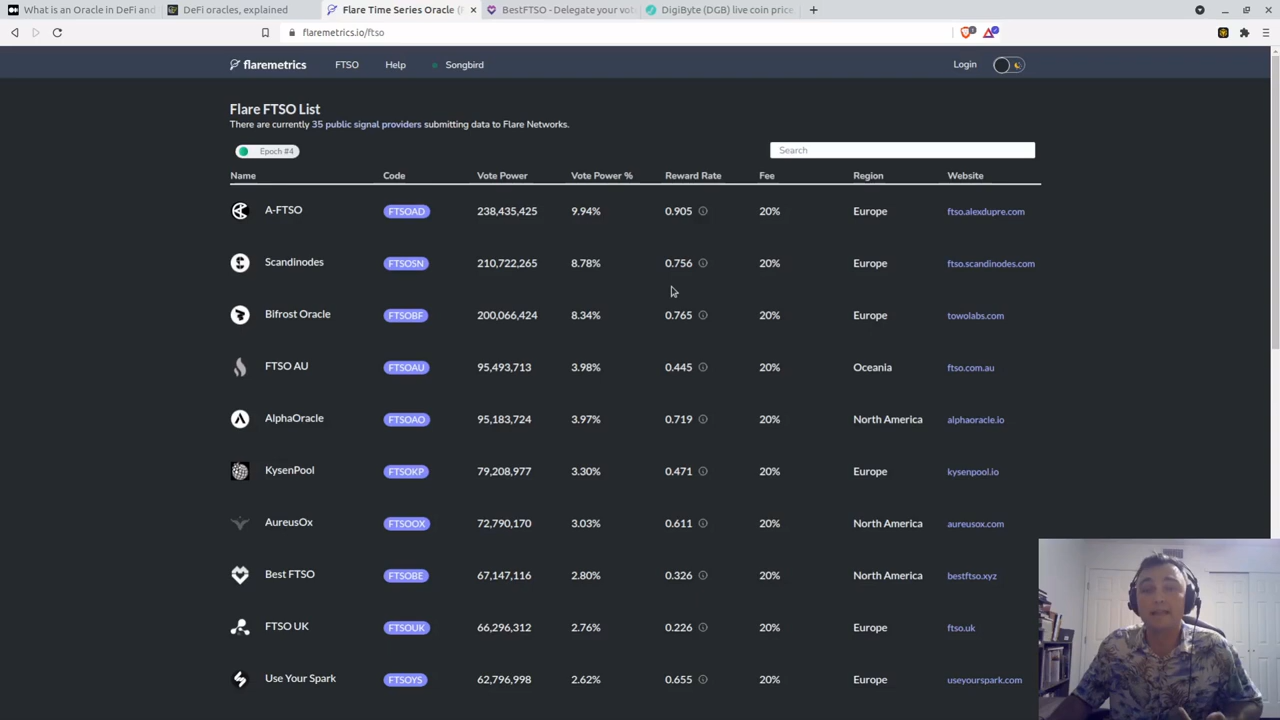 What is an Oracle in DeFi and
DeFi oracles, explained
Flare Time Series Oracle (F
BestFTSO - Delegate your vot
DigiByte (DGB) live coin price
flaremetrics.io/ftso
flaremetrics FTSO Help Songbird Login
Flare FTSO List
There are currently 35 public signal providers submitting data to Flare Networks.
Epoch #4 Search
Name Code Vote Power Vote Power % Reward Rate Fee Region Website
A-FTSO FTSOAD 238,435,425 9.94% 0.905 20% Europe ftso.alexdupre.com
Scandinodes FTSOSN 210,722,265 8.78% 0.756 20% Europe ftso.scandinodes.com
Bifrost Oracle FTSOBF 200,066,424 8.34% 0.765 20% Europe towolabs.com
FTSO AU FTSOAU 95,493,713 3.98% 0.445 20% Oceania ftso.com.au
AlphaOracle FTSOAO 95,183,724 3.97% 0.719 20% North America alphaoracle.io
KysenPool FTSOKP 79,208,977 3.30% 0.471 20% Europe kysenpool.io
AureusOx FTSOOX 72,790,170 3.03% 0.611 20% North America aureusox.com
Best FTSO FTSOBE 67,147,116 2.80% 0.326 20% North America bestftso.xyz
FTSO UK FTSOUK 66,296,312 2.76% 0.226 20% Europe ftso.uk
Use Your Spark FTSOYS 62,796,998 2.62% 0.655 20% Europe useyourspark.com